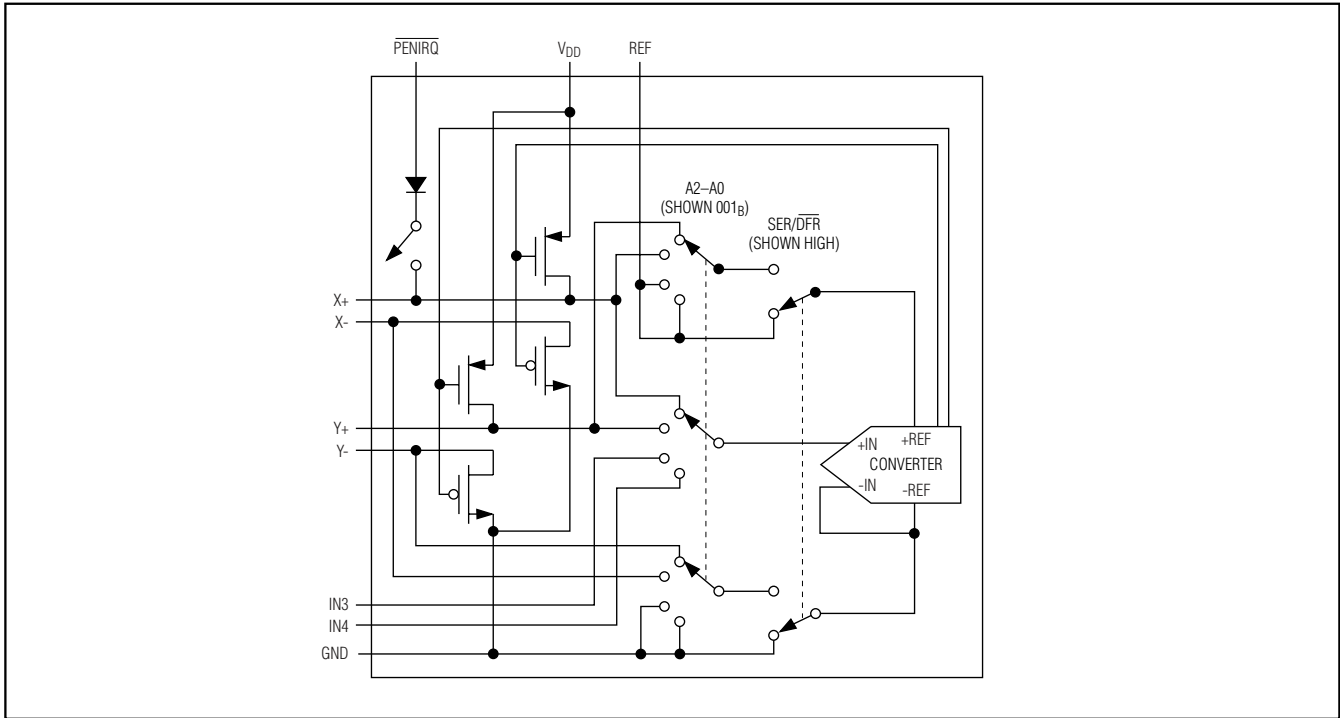 PENIRQ
VDD
REF
A2–A0
(SHOWN 001B)
SER/DFR
(SHOWN HIGH)
X+
X-
Y+
Y-
+IN
+REF
CONVERTER
-IN
-REF
IN3
IN4
GND